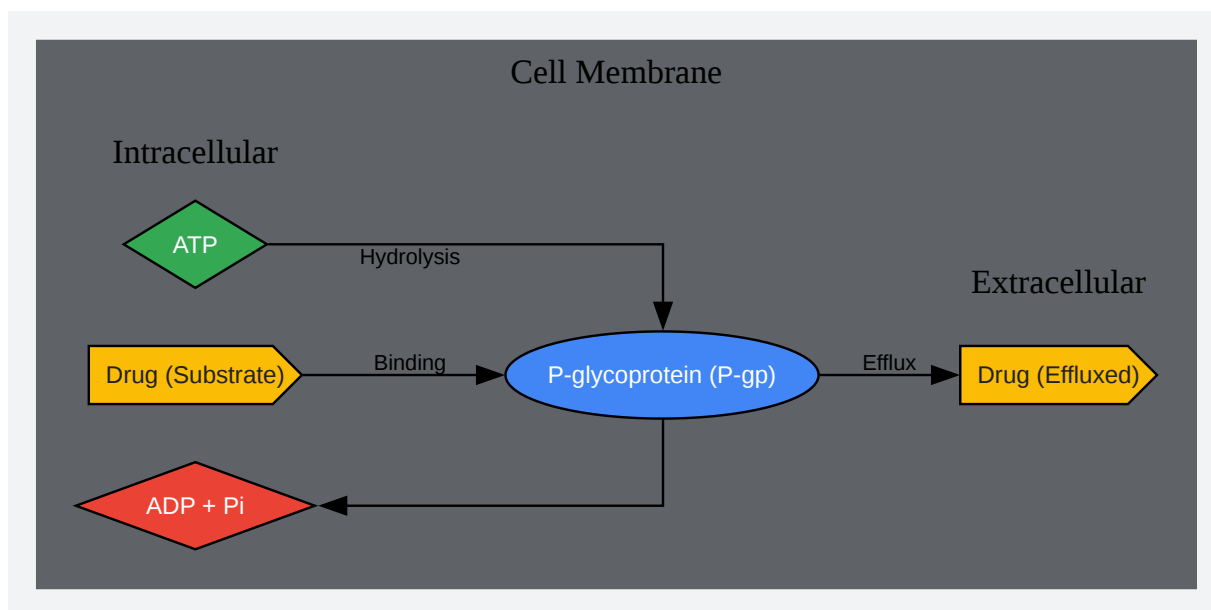 Cell Membrane
Intracellular
ATP
Hydrolysis
Extracellular
Drug (Substrate)
Binding
P-glycoprotein (P-gp)
Efflux
Drug (Effluxed)
ADP + Pi